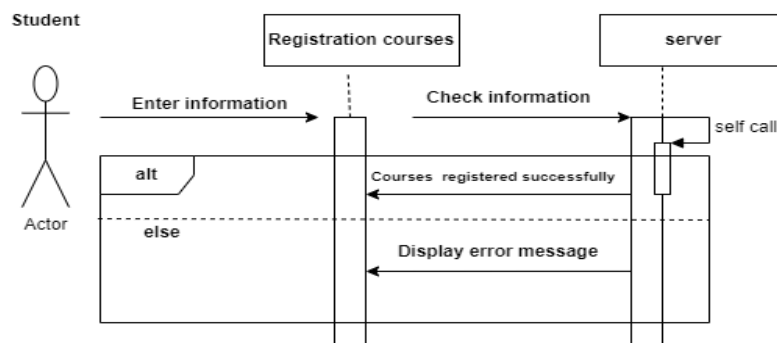 Student
Registration courses
server
Enter information
Check information
self call
alt
Courses registered successfully
Actor
else
Display error message